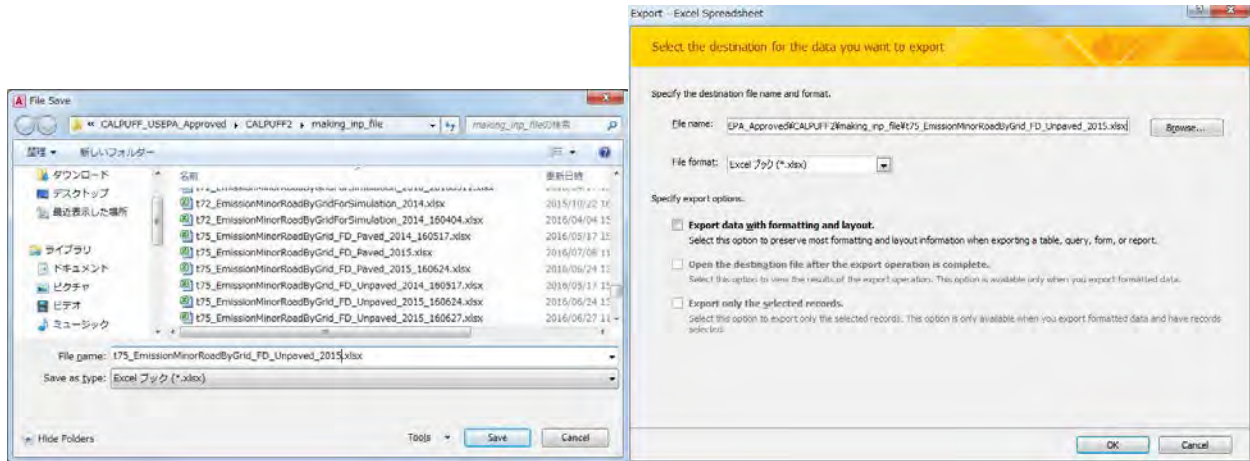 File Save
« CALPUFF_USEPA_Approved ▸ CALPUFF2 ▸ making_inp_file
making_inp_fileの検索
整理 ▾ 新しいフォルダー
ダウンロード
デスクトップ
最近表示した場所
ライブラリ
ドキュメント
ピクチャ
ビデオ
ミュージック
名前
t72_EmissionMinorRoadByGridForSimulation_2014.xlsx 2015/10/22
t72_EmissionMinorRoadByGridForSimulation_2014_160404.xlsx 2016/04/04 15
t75_EmissionMinorRoadByGrid_FD_Paved_2014_160517.xlsx 2016/05/17 15
t75_EmissionMinorRoadByGrid_FD_Paved_2015.xlsx 2016/07/06 11
t75_EmissionMinorRoadByGrid_FD_Paved_2015_160624.xlsx 2016/06/24
t75_EmissionMinorRoadByGrid_FD_Unpaved_2014_160517.xlsx 2016/05/17 15
t75_EmissionMinorRoadByGrid_FD_Unpaved_2015_160624.xlsx 2016/06/24
t75_EmissionMinorRoadByGrid_FD_Unpaved_2015_160627.xlsx 2016/06/27 11
File name: t75_EmissionMinorRoadByGrid_FD_Unpaved_2015.xlsx
Save as type: Excel ブック (*.xlsx)
Hide Folders
Tools Save Cancel
Export - Excel Spreadsheet
Select the destination for the data you want to export
Specify the destination file name and format.
File name: EPA_Approved¥CALPUFF2¥making_inp_file¥t75_EmissionMinorRoadByGrid_FD_Unpaved_2015.xlsx Browse...
File format: Excel ブック (*.xlsx)
Specify export options.
Export data with formatting and layout.
Select this option to preserve most formatting and layout information when exporting a table, query, form, or report.
Open the destination file after the export operation is complete.
Select this option to view the results of the export operation. This option is available only when you export formatted data.
Export only the selected records.
Select this option to export only the selected records. This option is only available when you export formatted data and have records
selected.
OK Cancel